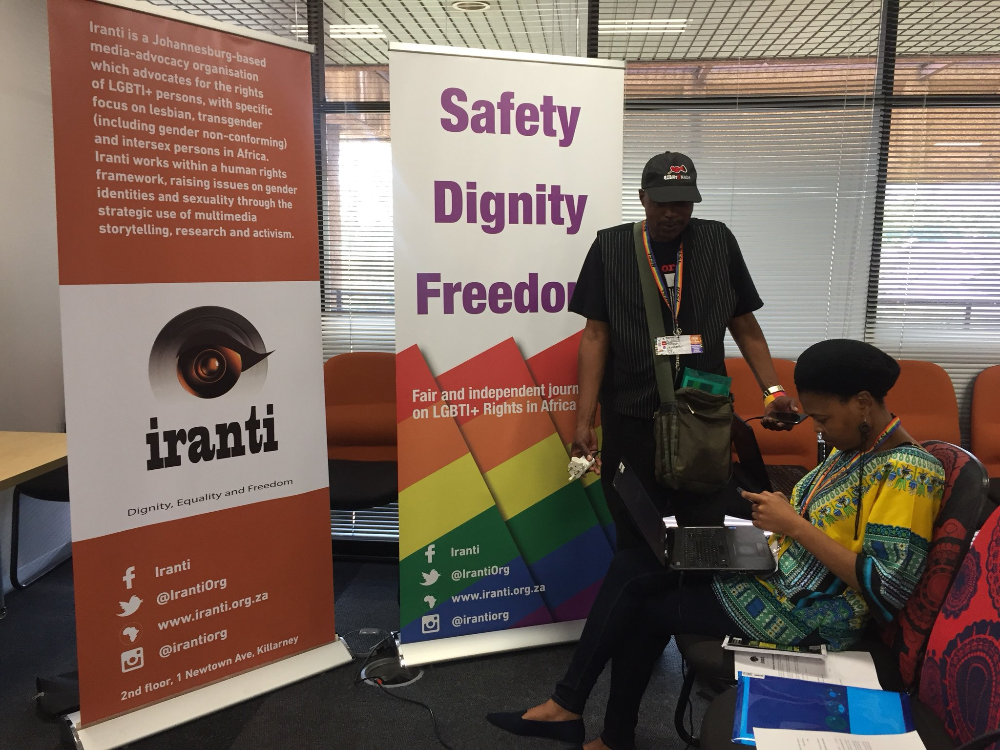 Iranti is a Johannesburg-based
media-advocacy organisation
which advocates for the rights
of LGBTI+ persons, with specific
focus on lesbian, transgender
(including gender non-conforming)
and intersex persons in Africa.
Iranti works within a human rights
framework, raising issues on gender
identities and sexuality through the
strategic use of multimedia
storytelling, research and activism.
iranti
Dignity, Equality and Freedom
Iranti
@IrantiOrg
www.iranti.org.za
@irantiorg
2nd floor, 1 Newtown Ave, Killarney
Safety
Dignity
Freedom
Fair and independent journ
on LGBTI+ Rights in Africa
Iranti
@IrantiOrg
www.iranti.org.za
@irantiorg
iranti